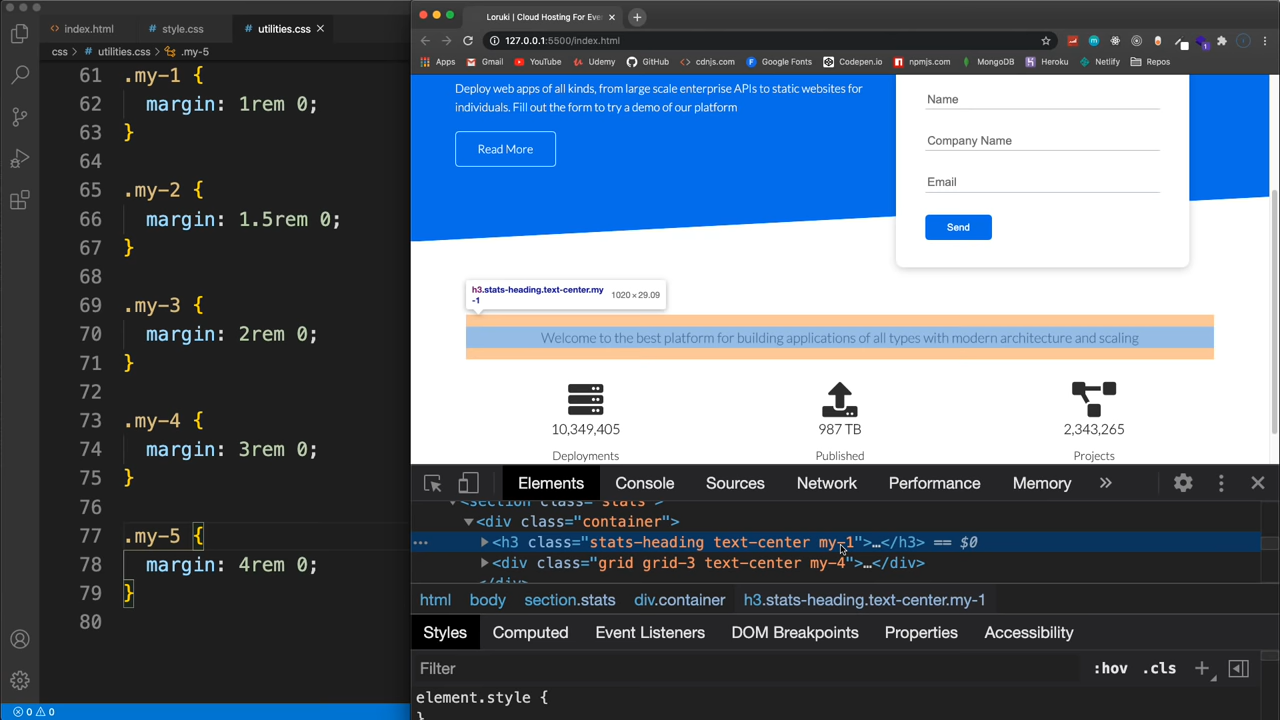 index.html
style.css
utilities.css
css > # utilities.css > .my-5
61 .my-1 {
62 margin: 1rem 0;
63 }
64
65 .my-2 {
66 margin: 1.5rem 0;
67 }
68
69 .my-3 {
70 margin: 2rem 0;
71 }
72
73 .my-4 {
74 margin: 3rem 0;
75 }
76
77 .my-5 {
78 margin: 4rem 0;
79 }
80
0 0
Loruki | Cloud Hosting For Eve
127.0.0.1:5500/index.html
Apps
Gmail
YouTube
Udemy
GitHub
cdnjs.com
Google Fonts
Codepen.io
npmjs.com
MongoDB
Heroku
Netlify
Repos
Deploy web apps of all kinds, from large scale enterprise APIs to static websites for
individuals. Fill out the form to try a demo of our platform
Read More
Name
Company Name
Email
Send
h3.stats-heading.text-center.my
-1
1020 × 29.09
Welcome to the best platform for building applications of all types with modern architecture and scaling
10,349,405
Deployments
987 TB
Published
2,343,265
Projects
Elements
Console
Sources
Network
Performance
Memory
»
<section class="stats">
<div class="container">
<h3 class="stats-heading text-center my-1">…</h3> == $0
<div class="grid grid-3 text-center my-4">…</div>
</div>
html
body
section.stats
div.container
h3.stats-heading.text-center.my-1
Styles
Computed
Event Listeners
DOM Breakpoints
Properties
Accessibility
Filter
:hov .cls
element.style {
}